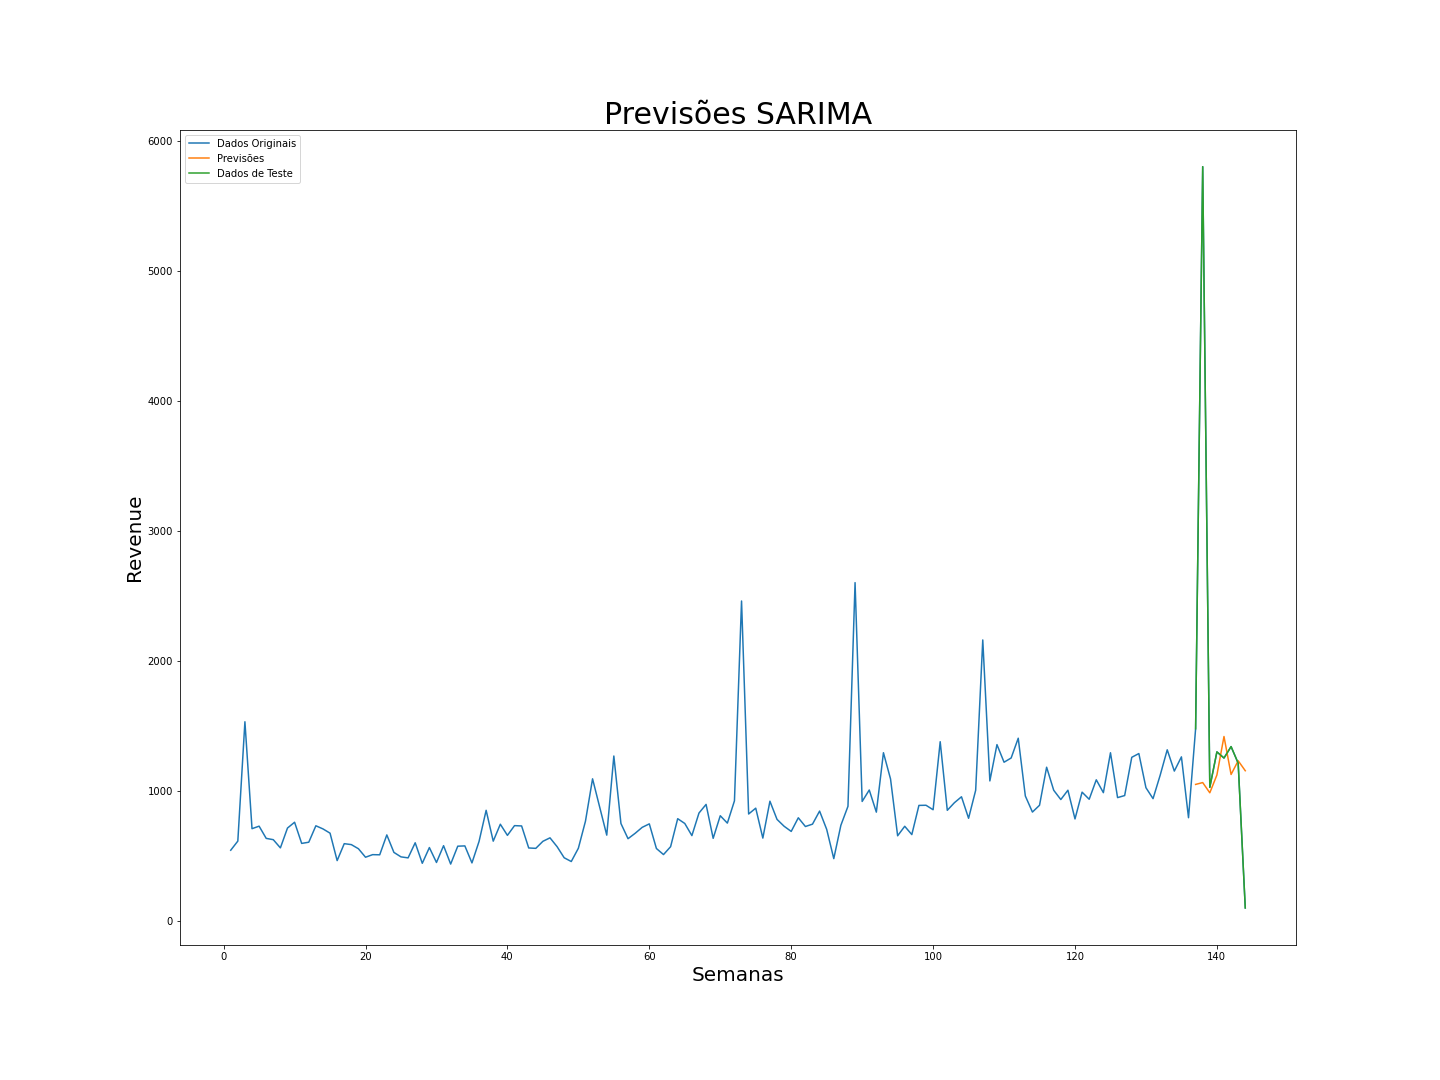 Previsões SARIMA
Dados Originais
Previsões
Dados de Teste
6000
5000
4000
3000
2000
1000
0
Revenue
0 20 40 60 80 100 120 140
Semanas